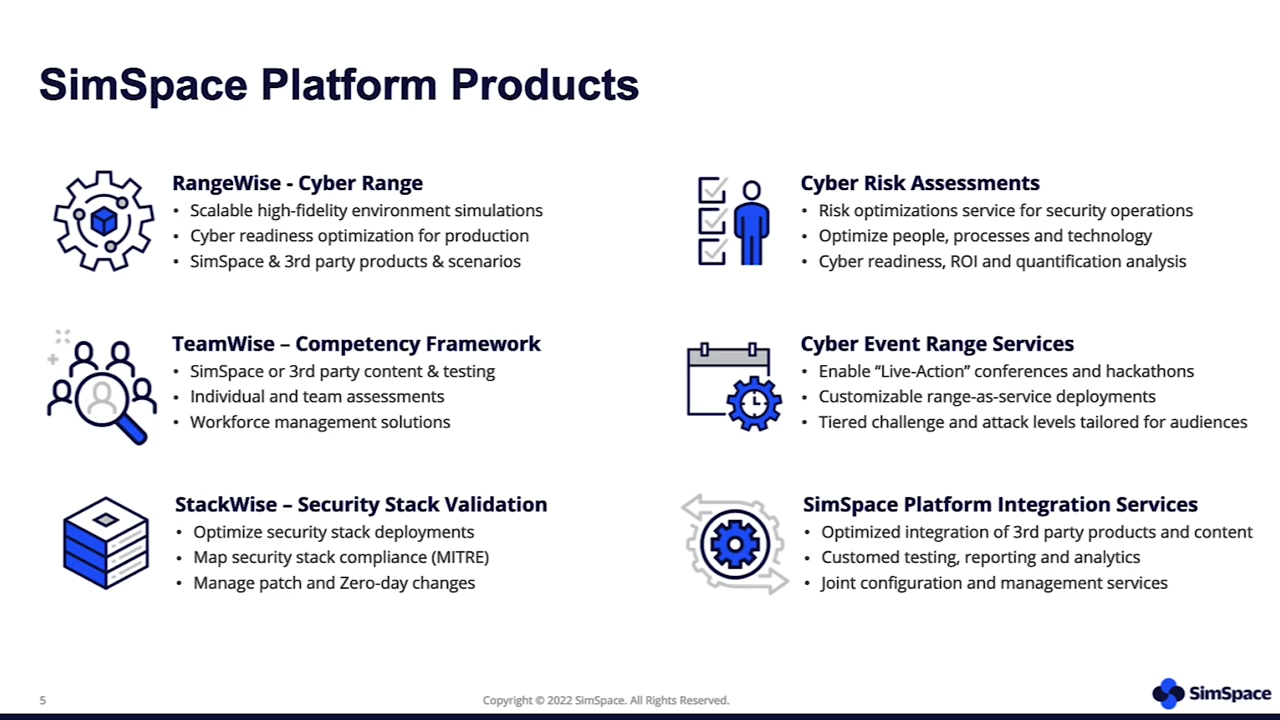 SimSpace Platform Products
RangeWise - Cyber Range
• Scalable high-fidelity environment simulations
• Cyber readiness optimization for production
• SimSpace & 3rd party products & scenarios
TeamWise – Competency Framework
• SimSpace or 3rd party content & testing
• Individual and team assessments
• Workforce management solutions
StackWise – Security Stack Validation
• Optimize security stack deployments
• Map security stack compliance (MITRE)
• Manage patch and Zero-day changes
Cyber Risk Assessments
• Risk optimizations service for security operations
• Optimize people, processes and technology
• Cyber readiness, ROI and quantification analysis
Cyber Event Range Services
• Enable “Live-Action” conferences and hackathons
• Customizable range-as-service deployments
• Tiered challenge and attack levels tailored for audiences
SimSpace Platform Integration Services
• Optimized integration of 3rd party products and content
• Customed testing, reporting and analytics
• Joint configuration and management services
5
Copyright © 2022 SimSpace. All Rights Reserved.
SimSpace